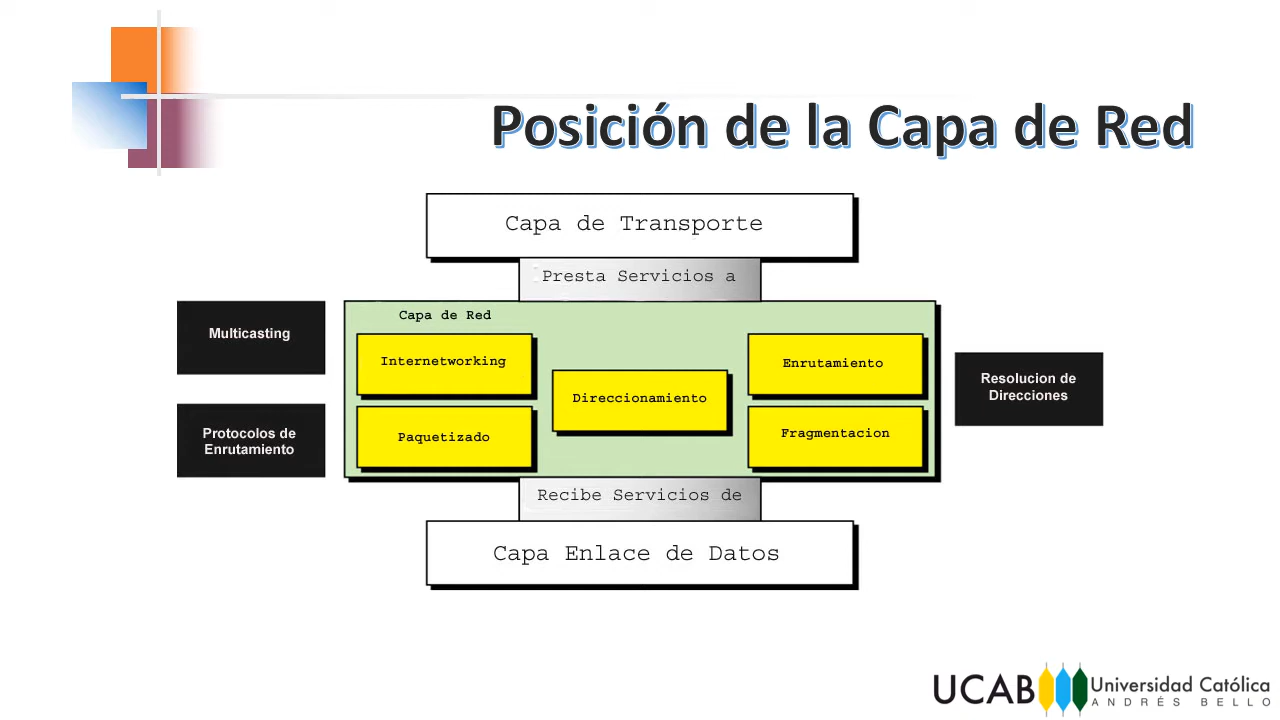 Posición de la Capa de Red
Capa de Transporte
Presta Servicios a
Multicasting
Protocolos de
Enrutamiento
Capa de Red
Internetworking
Paquetizado
Direccionamiento
Enrutamiento
Fragmentacion
Resolucion de
Direcciones
Recibe Servicios de
Capa Enlace de Datos
UCAB Universidad Católica
ANDRÉS BELLO